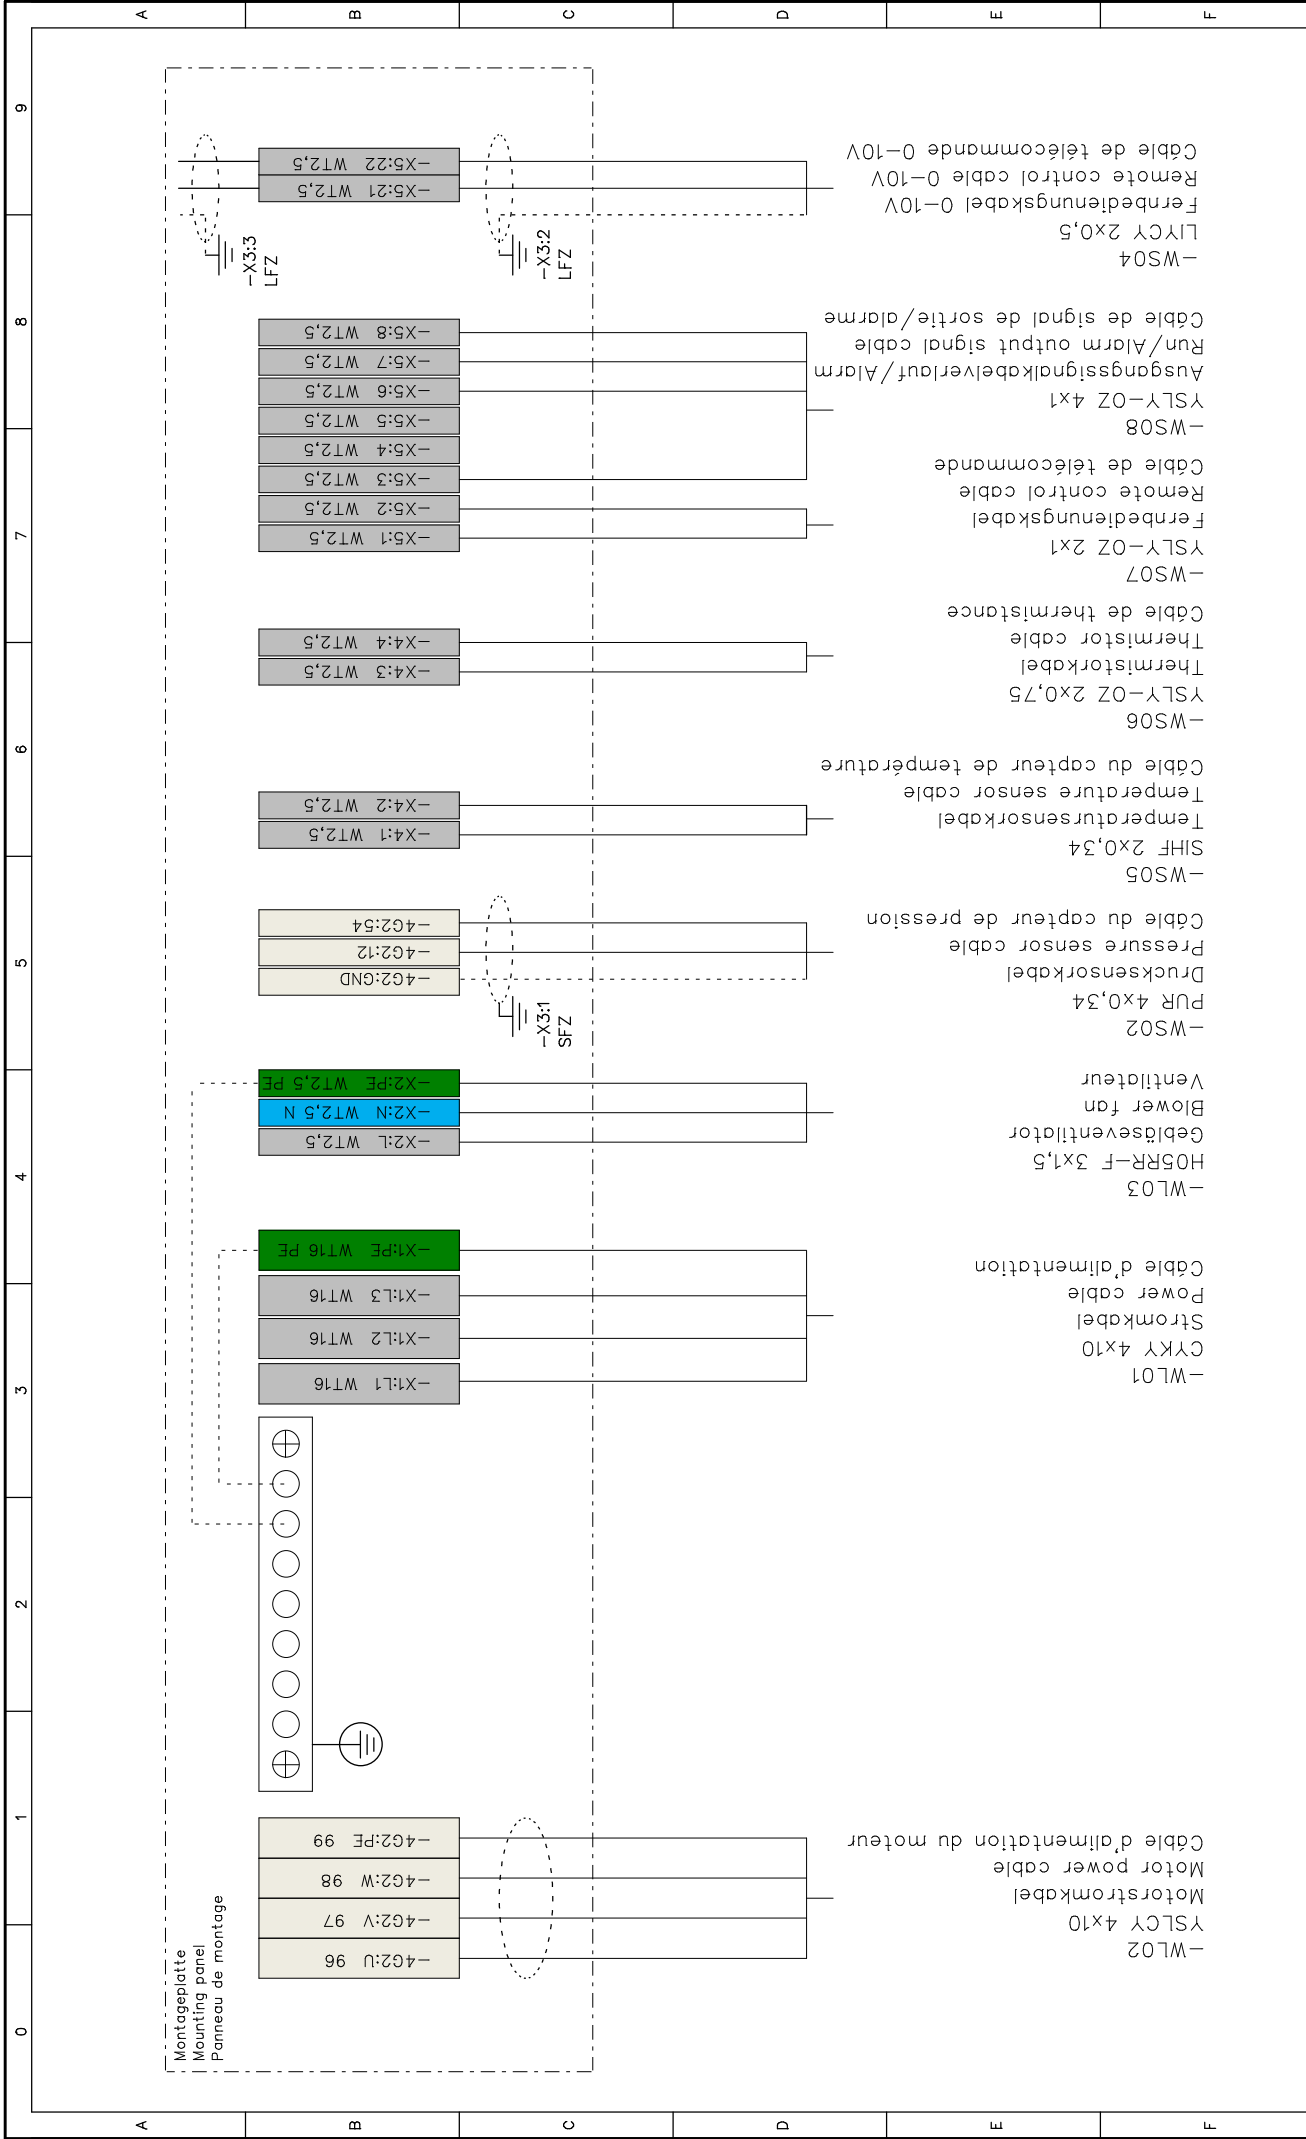 A
B
C
D
E
F
9
8
7
6
5
4
3
2
1
0
-X5:22 WT2,5
-X5:21 WT2,5
-X3:3
LFZ
-X3:2
LFZ
-WS04
LIYCY 2x0,5
Fernbedienungskabel 0-10V
Remote control cable 0-10V
Câble de télécommande 0-10V
-X5:8 WT2,5
-X5:7 WT2,5
-X5:6 WT2,5
-X5:5 WT2,5
-X5:4 WT2,5
-X5:3 WT2,5
-X5:2 WT2,5
-X5:1 WT2,5
-WS08
YSLY-OZ 4x1
Ausgangssignalkabelverlauf/Alarm
Run/Alarm output signal cable
Câble de signal de sortie/alarme
-WS07
YSLY-OZ 2x1
Fernbedienungskabel
Remote control cable
Câble de télécommande
-X4:4 WT2,5
-X4:3 WT2,5
-WS06
YSLY-OZ 2x0,75
Thermistorkabel
Thermistor cable
Câble de thermistance
-X4:2 WT2,5
-X4:1 WT2,5
-WS05
SIHF 2x0,34
Temperatursensorkabel
Temperature sensor cable
Câble du capteur de température
-4G2:54
-4G2:12
-4G2:GND
-X3:1
SFZ
-WS02
PUR 4x0,34
Drucksensorkabel
Pressure sensor cable
Câble du capteur de pression
-X2:PE WT2,5 PE
-X2:N WT2,5 N
-X2:L WT2,5
-WL03
H05RR-F 3x1,5
Gebläseventilator
Blower fan
Ventilateur
-X1:PE WT16 PE
-X1:L3 WT16
-X1:L2 WT16
-X1:L1 WT16
-WL01
CYKY 4x10
Stromkabel
Power cable
Câble d'alimentation
-4G2:PE 99
-4G2:W 98
-4G2:V 97
-4G2:U 96
-WL02
YSLCY 4x10
Motorstromkabel
Motor power cable
Câble d'alimentation du moteur
Montageplatte
Mounting panel
Panneau de montage
A
B
C
D
E
F